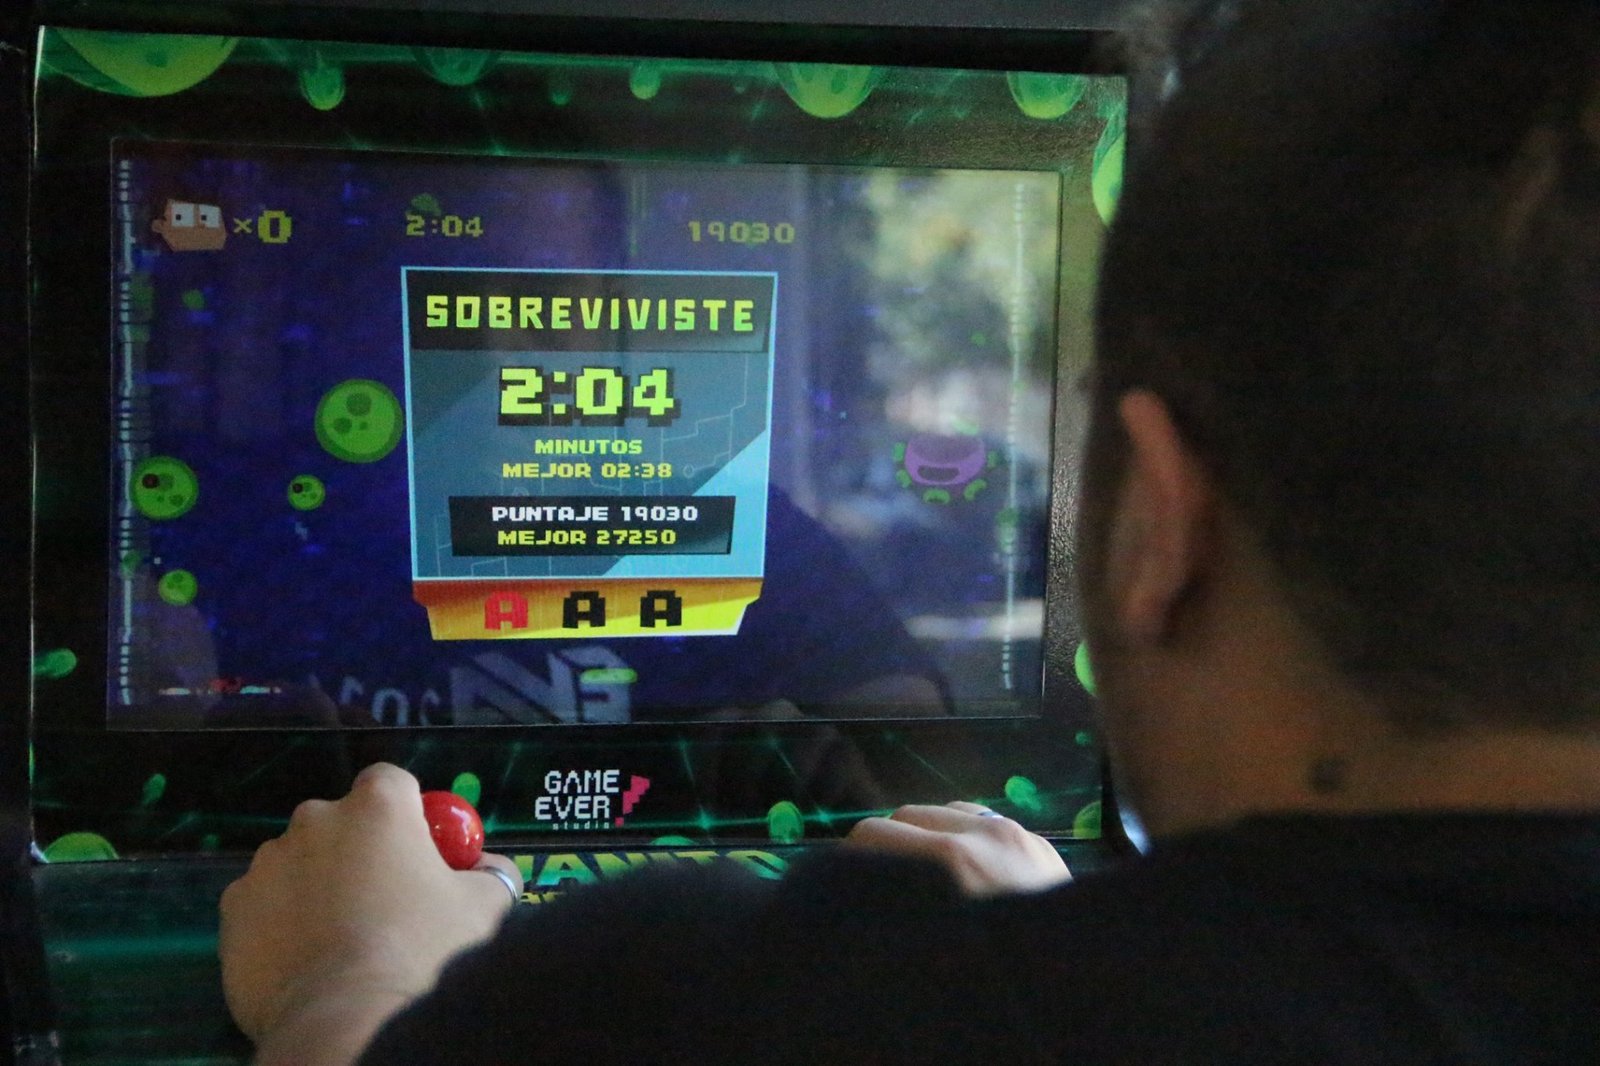 ×0
2:04
19030
SOBREVIVISTE
2:04
MINUTOS
MEJOR 02:38
PUNTAJE 19030
MEJOR 27250
A A A
GAME
EVER!
studio